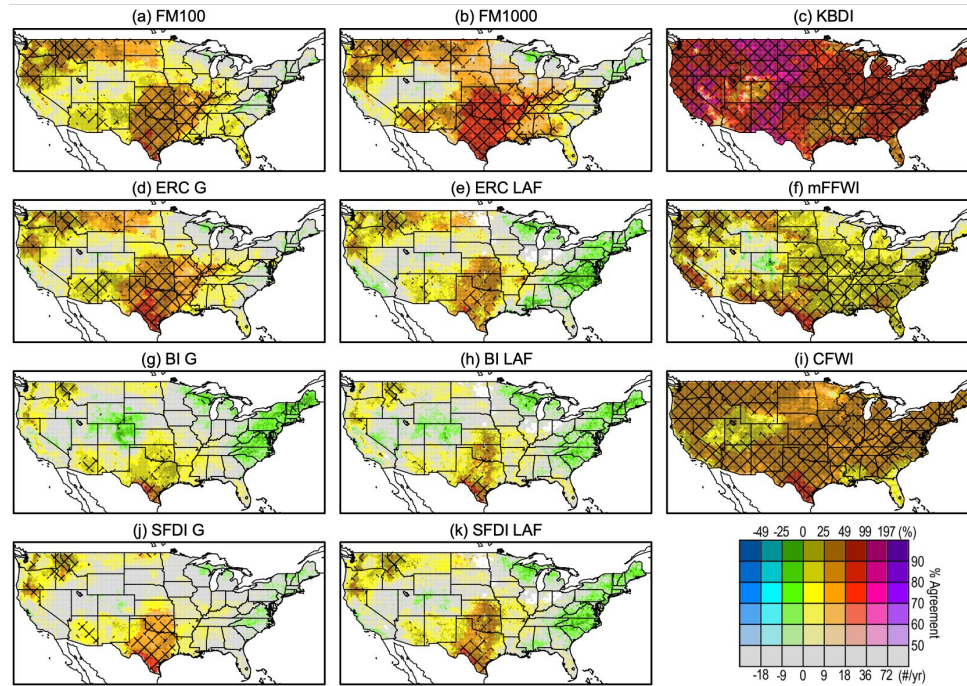 (a) FM100
(b) FM1000
(c) KBDI
(d) ERC G
(e) ERC LAF
(f) mFFWI
(g) BI G
(h) BI LAF
(i) CFWI
(j) SFDI G
(k) SFDI LAF
-49 -25 0 25 49 99 197 (%)
90
80
70
60
50
% Agreement
-18 -9 0 9 18 36 72 (#/yr)